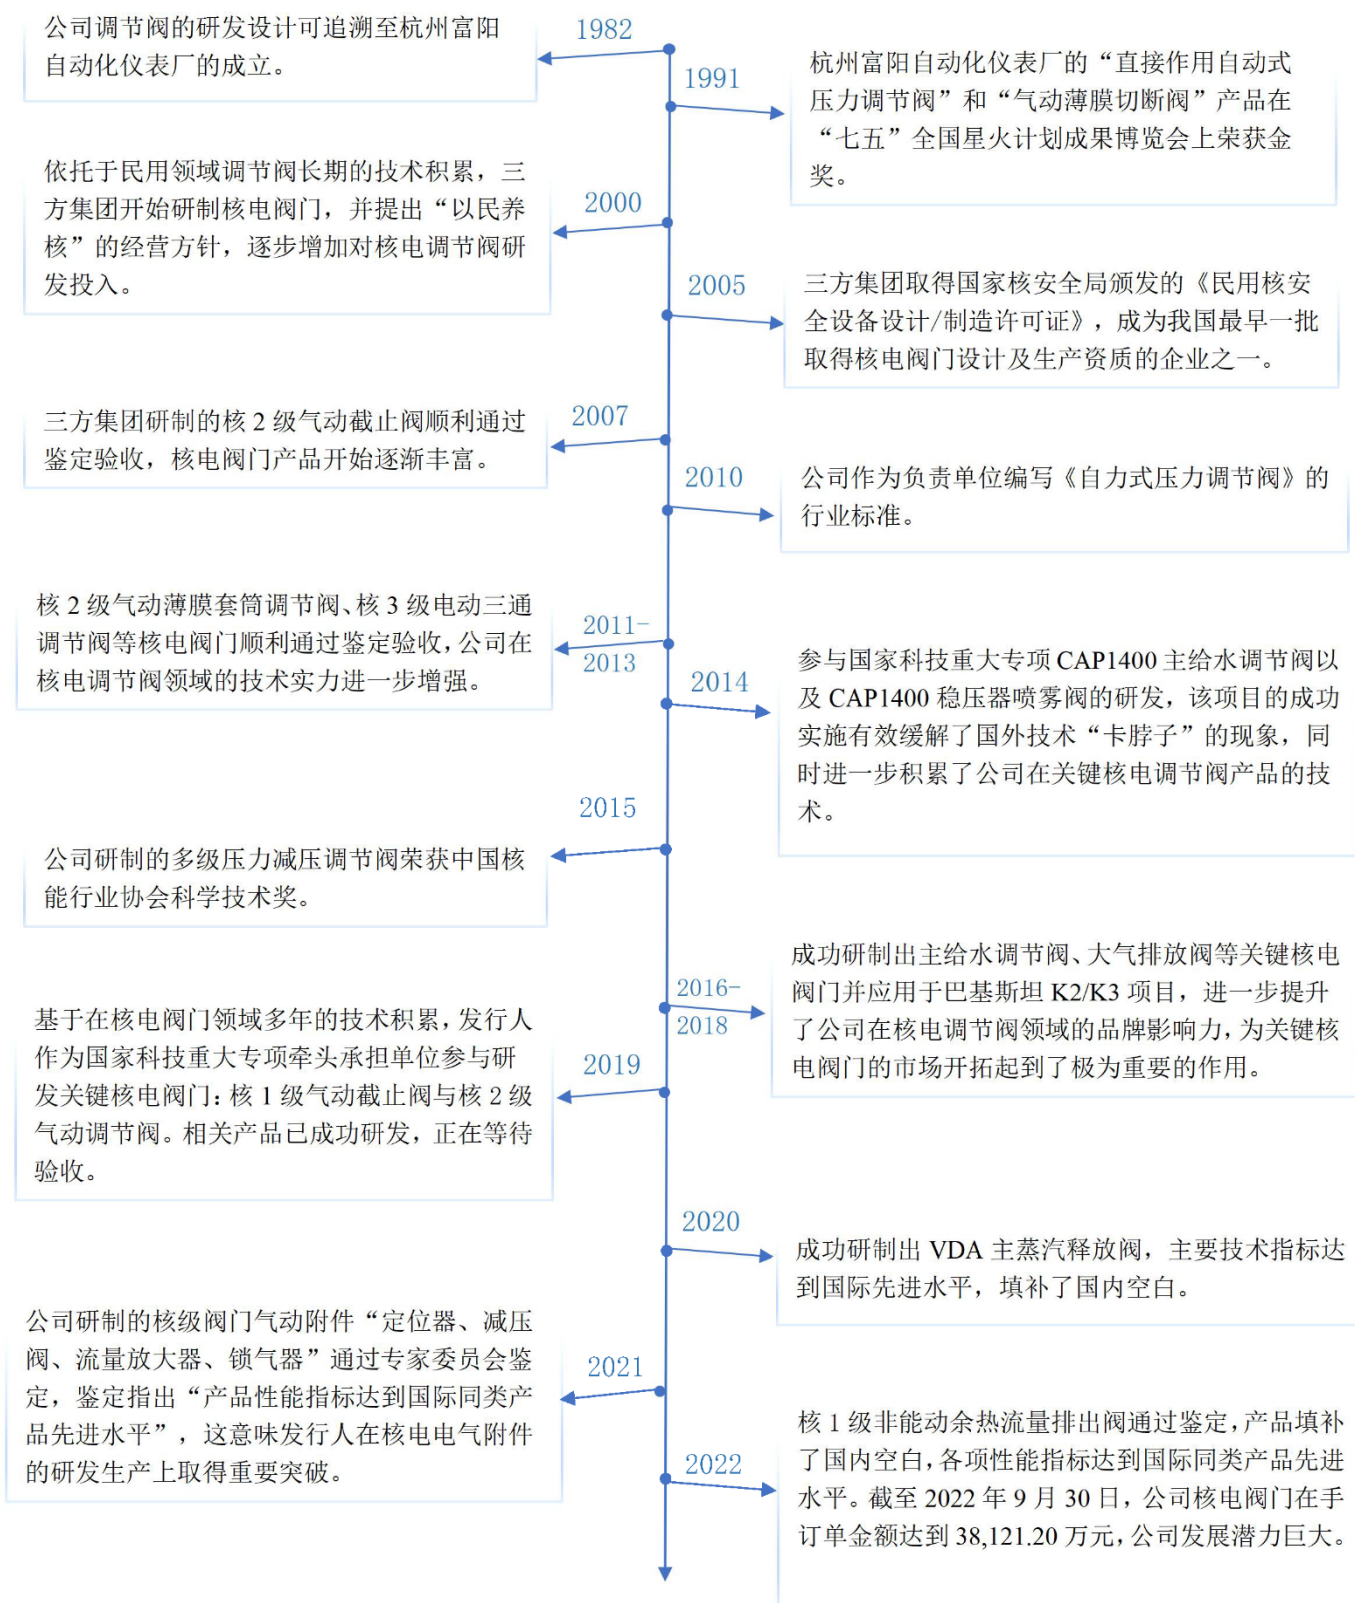 1982
公司调节阀的研发设计可追溯至杭州富阳
自动化仪表厂的成立。
1991
杭州富阳自动化仪表厂的“直接作用自动式
压力调节阀”和“气动薄膜切断阀”产品在
“七五”全国星火计划成果博览会上荣获金
奖。
2000
依托于民用领域调节阀长期的技术积累，三
方集团开始研制核电阀门，并提出“以民养
核”的经营方针，逐步增加对核电调节阀研
发投入。
2005
三方集团取得国家核安全局颁发的《民用核安
全设备设计/制造许可证》，成为我国最早一批
取得核电阀门设计及生产资质的企业之一。
2007
三方集团研制的核 2 级气动截止阀顺利通过
鉴定验收，核电阀门产品开始逐渐丰富。
2010
公司作为负责单位编写《自力式压力调节阀》的
行业标准。
2011-
2013
核 2 级气动薄膜套筒调节阀、核 3 级电动三通
调节阀等核电阀门顺利通过鉴定验收，公司在
核电调节阀领域的技术实力进一步增强。
2014
参与国家科技重大专项 CAP1400 主给水调节阀以
及 CAP1400 稳压器喷雾阀的研发，该项目的成功
实施有效缓解了国外技术“卡脖子”的现象，同
时进一步积累了公司在关键核电调节阀产品的技
术。
2015
公司研制的多级压力减压调节阀荣获中国核
能行业协会科学技术奖。
2016-
2018
成功研制出主给水调节阀、大气排放阀等关键核电
阀门并应用于巴基斯坦 K2/K3 项目，进一步提升
了公司在核电调节阀领域的品牌影响力，为关键核
电阀门的市场开拓起到了极为重要的作用。
2019
基于在核电阀门领域多年的技术积累，发行人
作为国家科技重大专项牵头承担单位参与研
发关键核电阀门：核 1 级气动截止阀与核 2 级
气动调节阀。相关产品已成功研发，正在等待
验收。
2020
成功研制出 VDA 主蒸汽释放阀，主要技术指标达
到国际先进水平，填补了国内空白。
2021
公司研制的核级阀门气动附件“定位器、减压
阀、流量放大器、锁气器”通过专家委员会鉴
定，鉴定指出“产品性能指标达到国际同类产
品先进水平”，这意味发行人在核电电气附件
的研发生产上取得重要突破。
2022
核 1 级非能动余热流量排出阀通过鉴定，产品填补
了国内空白，各项性能指标达到国际同类产品先进
水平。截至 2022 年 9 月 30 日，公司核电阀门在手
订单金额达到 38,121.20 万元，公司发展潜力巨大。